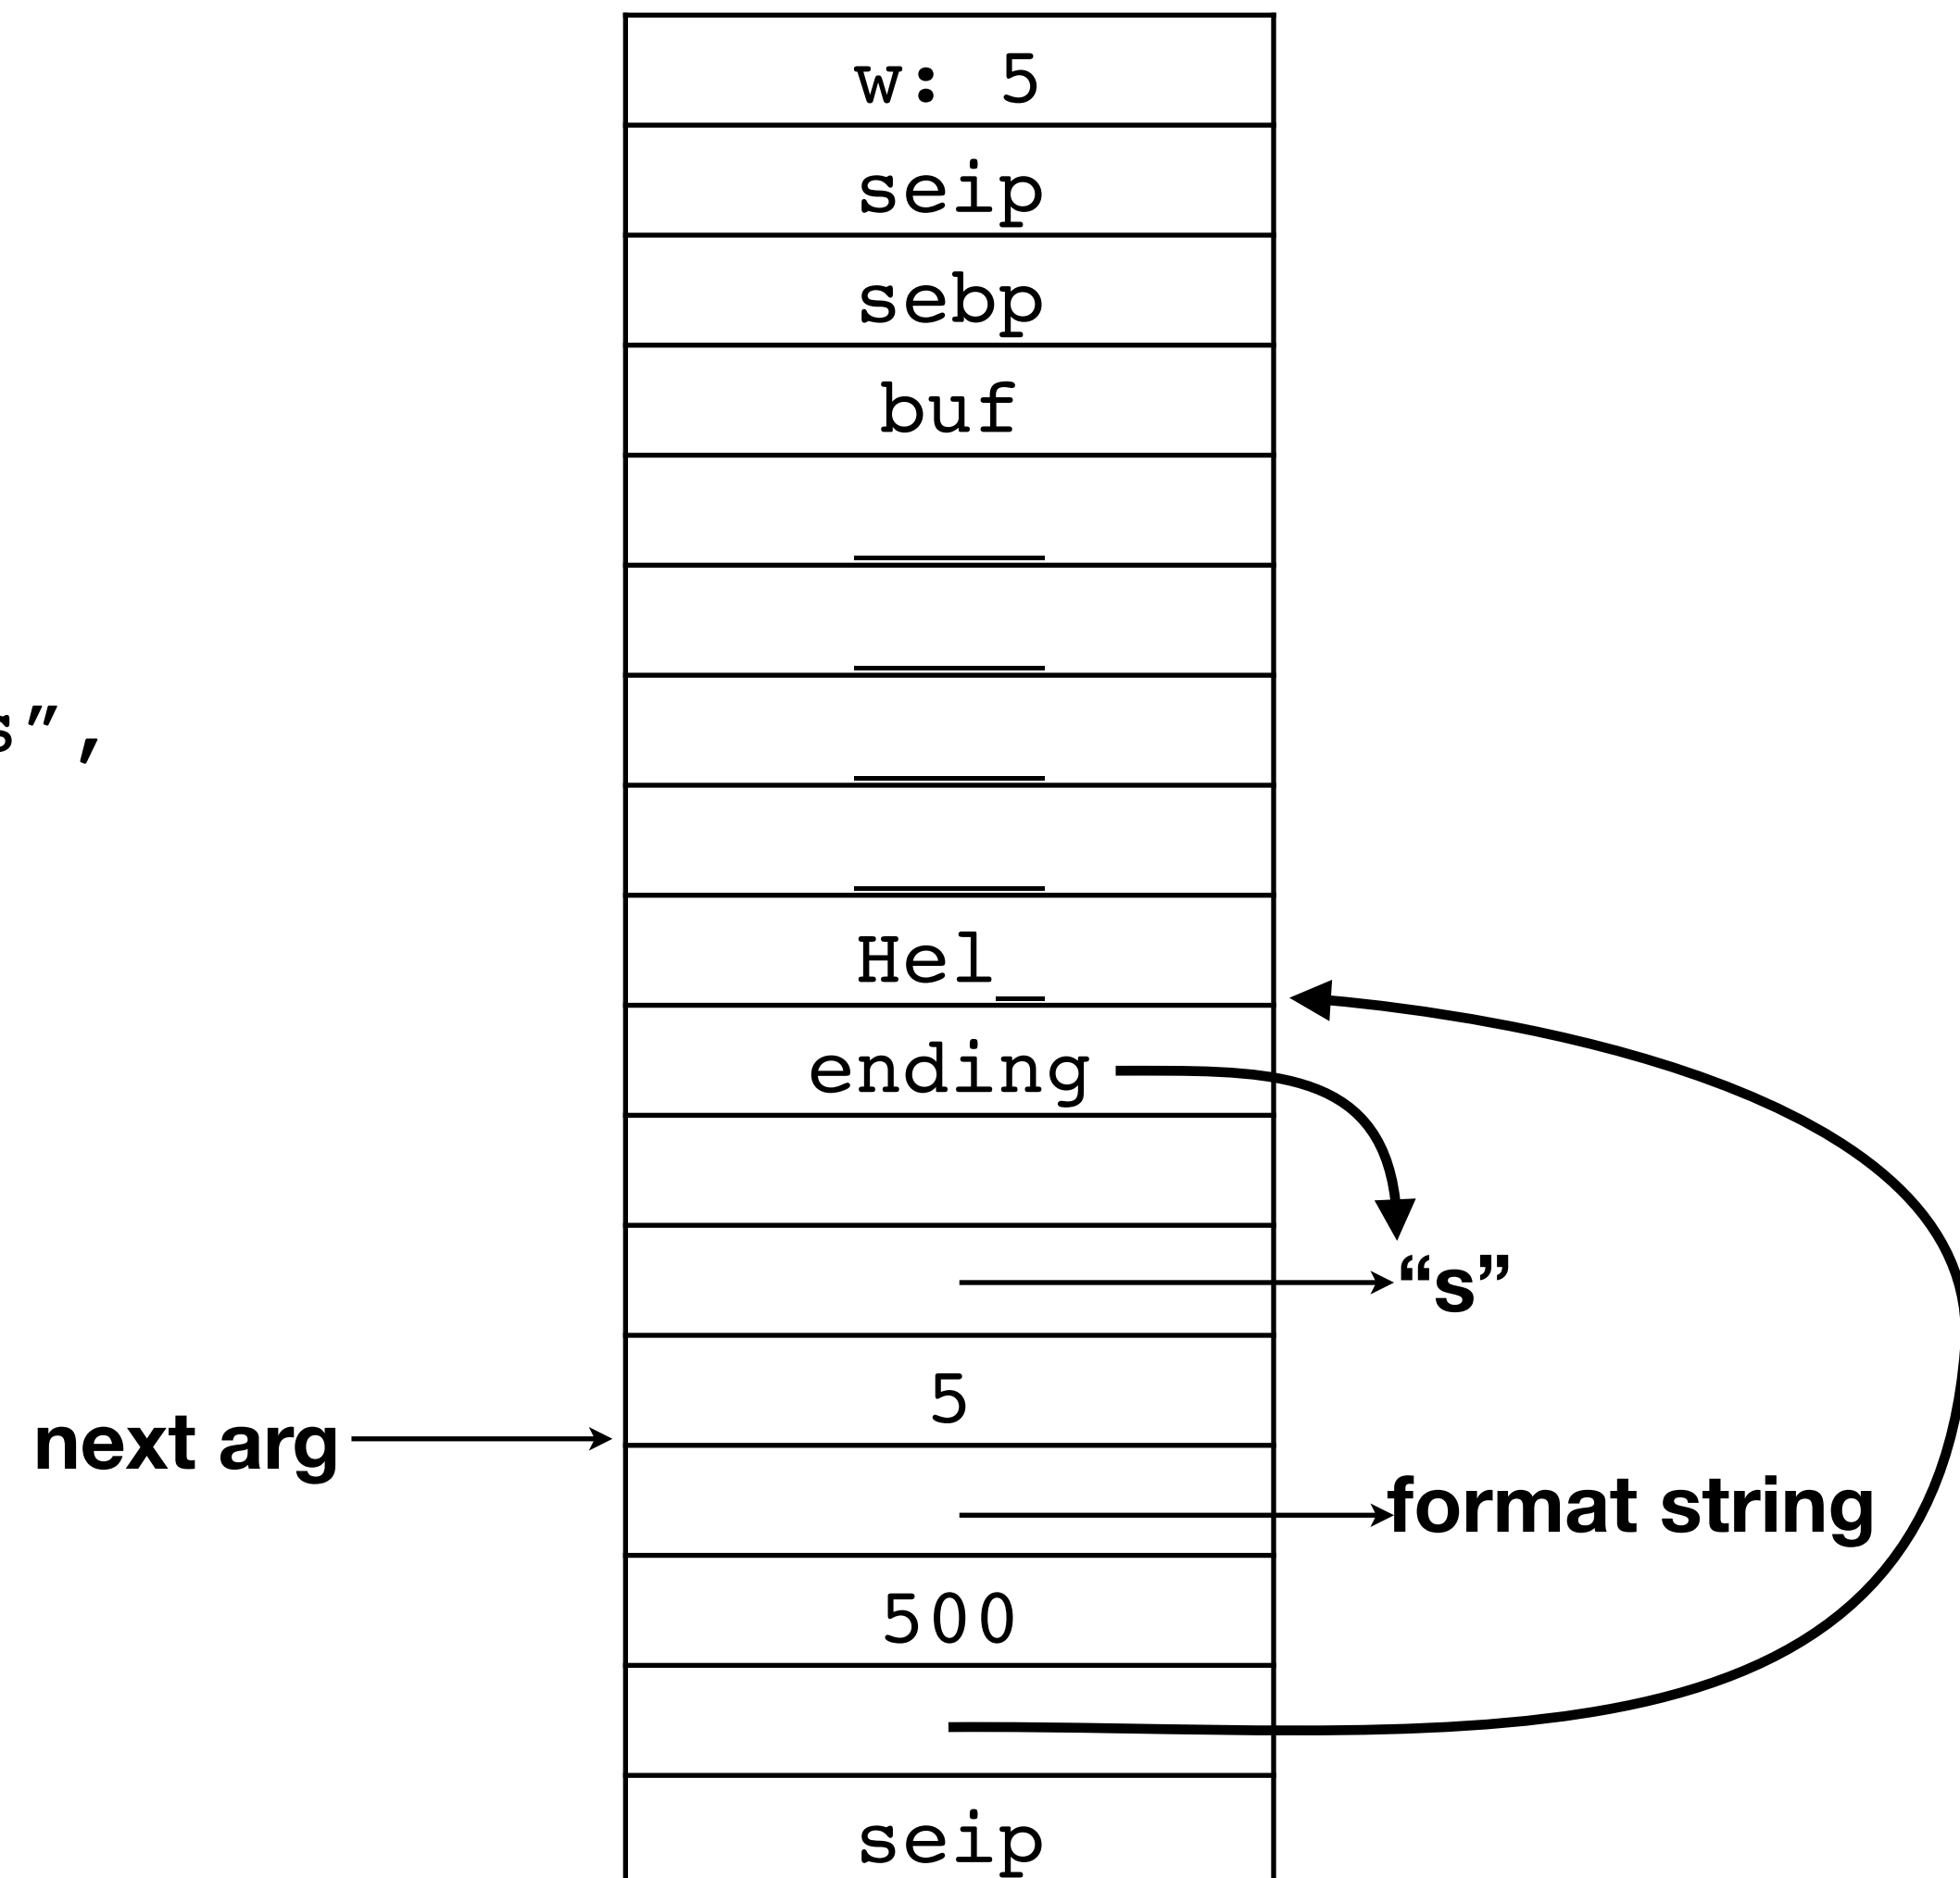 w: 5
seip
sebp
buf
____
____
s”,
____
____
Hel_
ending
“s”
5
next arg
format string
500
seip